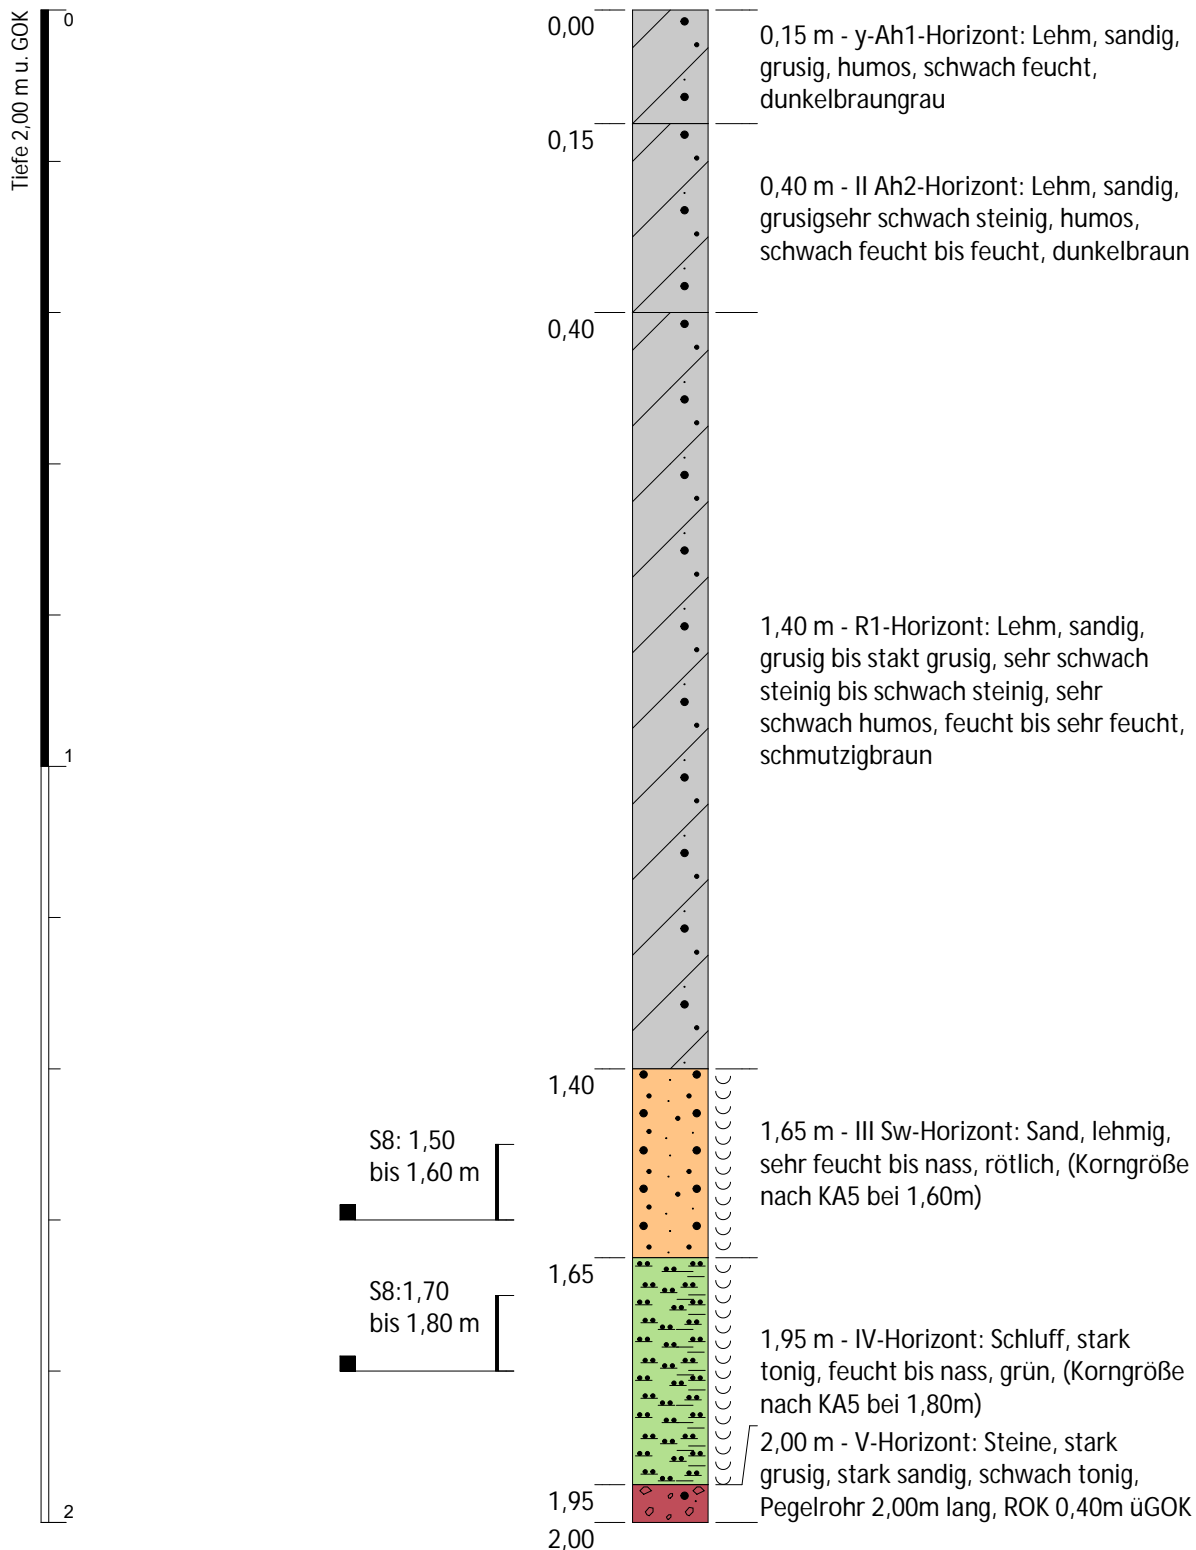 Tiefe 2,00 m u. GOK
0
1
2
0,00
0,15 m - y-Ah1-Horizont: Lehm, sandig,
grusig, humos, schwach feucht,
dunkelbraungrau
0,15
0,40 m - II Ah2-Horizont: Lehm, sandig,
grusigsehr schwach steinig, humos,
schwach feucht bis feucht, dunkelbraun
0,40
1,40 m - R1-Horizont: Lehm, sandig,
grusig bis stakt grusig, sehr schwach
steinig bis schwach steinig, sehr
schwach humos, feucht bis sehr feucht,
schmutzigbraun
1,40
S8: 1,50
bis 1,60 m
1,65 m - III Sw-Horizont: Sand, lehmig,
sehr feucht bis nass, rötlich, (Korngröße
nach KA5 bei 1,60m)
1,65
S8:1,70
bis 1,80 m
1,95 m - IV-Horizont: Schluff, stark
tonig, feucht bis nass, grün, (Korngröße
nach KA5 bei 1,80m)
2,00 m - V-Horizont: Steine, stark
grusig, stark sandig, schwach tonig,
Pegelrohr 2,00m lang, ROK 0,40m üGOK
1,95
2,00